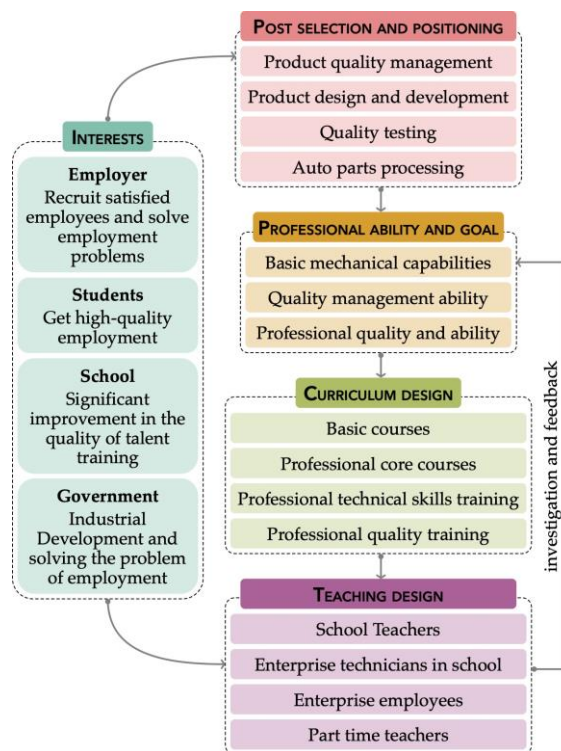 POST SELECTION AND POSITIONING
Product quality management
Product design and development
Quality testing
Auto parts processing
INTERESTS
Employer
Recruit satisfied
employees and solve
employment
problems
Students
Get high-quality
employment
School
Significant
improvement in the
quality of talent
training
Government
Industrial
Development and
solving the problem
of employment
PROFESSIONAL ABILITY AND GOAL
Basic mechanical capabilities
Quality management ability
Professional quality and ability
CURRICULUM DESIGN
Basic courses
Professional core courses
Professional technical skills training
Professional quality training
TEACHING DESIGN
School Teachers
Enterprise technicians in school
Enterprise employees
Part time teachers
investigation and feedback